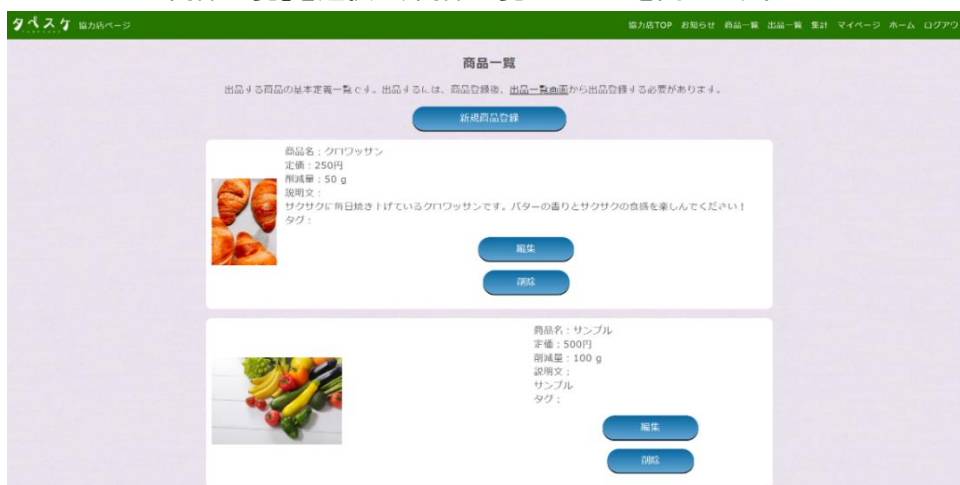 タベスケ 協力店ページ
協力店TOP お知らせ 商品一覧 出品一覧 集計 マイページ ホーム ログアウ
商品一覧
出品する商品の基本定義一覧です。出品するには、商品登録後、出品一覧画面から出品登録する必要があります。
新規商品登録
商品名：クロワッサン
定価：250円
削減量：50 g
説明文：
サクサクに毎日焼き上げているクロワッサンです。バターの香りとサクサクの食感を楽しんでください！
タグ：
編集
削除
商品名：サンプル
定価：500円
削減量：100 g
説明文：
サンプル
タグ：
編集
削除